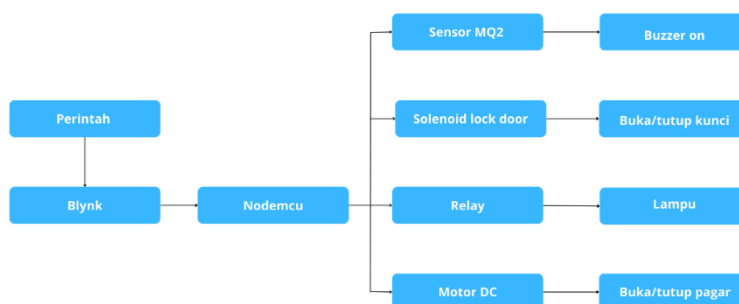 Sensor MQ2
Buzzer on
Perintah
Solenoid lock door
Buka/tutup kunci
Blynk
Nodemcu
Relay
Lampu
Motor DC
Buka/tutup pagar